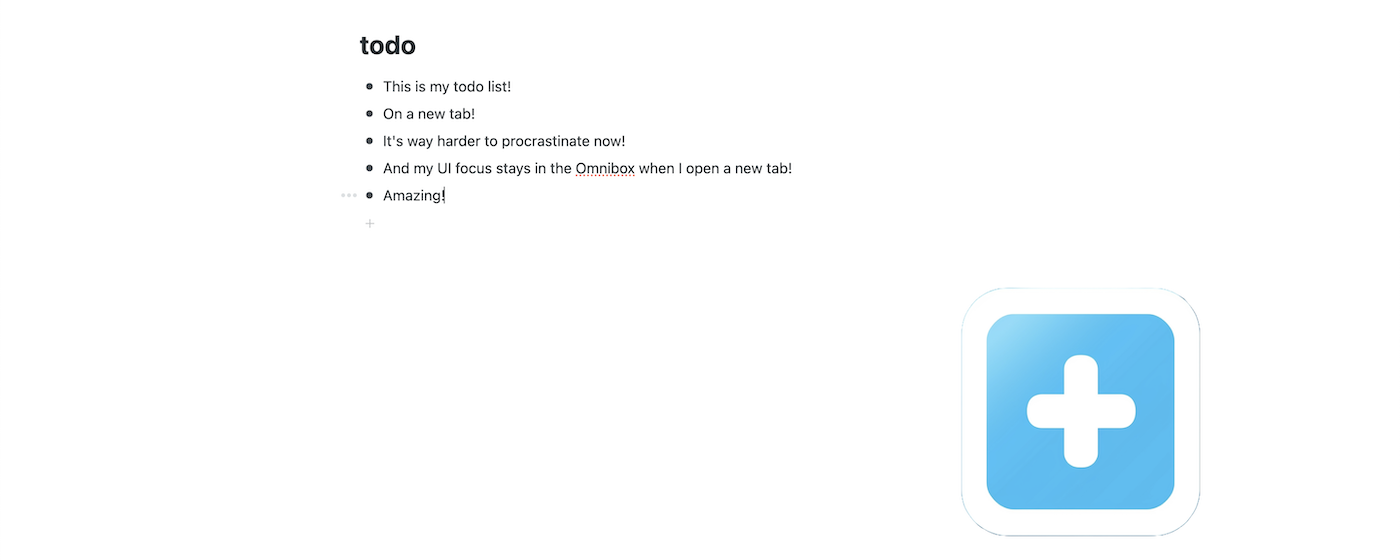 todo
This is my todo list!
On a new tab!
It's way harder to procrastinate now!
And my UI focus stays in the Omnibox when I open a new tab!
Amazing!